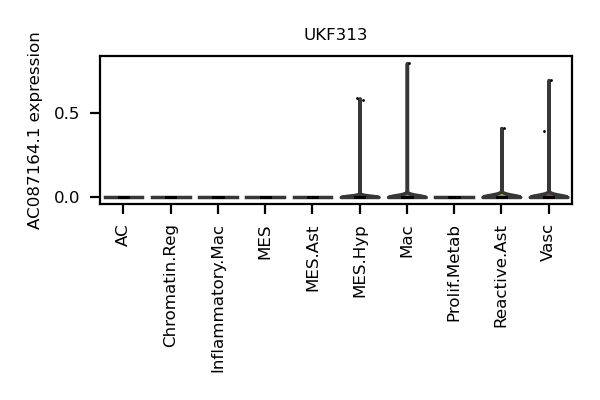 UKF313
AC087164.1 expression
0.5
0.0
AC
Chromatin.Reg
Inflammatory.Mac
MES
MES.Ast
MES.Hyp
Mac
Prolif.Metab
Reactive.Ast
Vasc